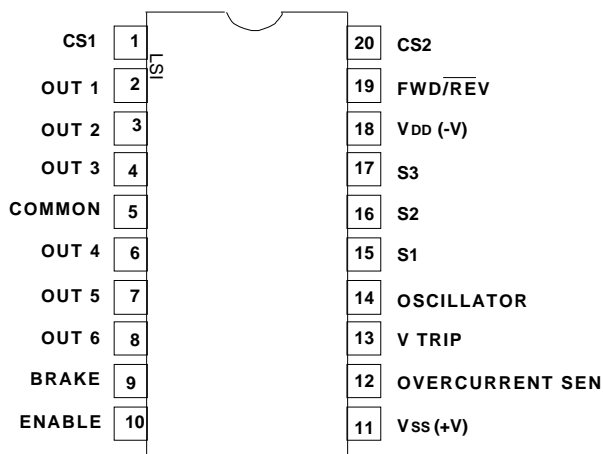 CS1 1 20 CS2
LSI
OUT 1 2 19 FWD/REV
OUT 2 3 18 VDD (-V)
OUT 3 4 17 S3
COMMON 5 16 S2
OUT 4 6 15 S1
OUT 5 7 14 OSCILLATOR
OUT 6 8 13 V TRIP
BRAKE 9 12 OVERCURRENT SEN
ENABLE 10 11 VSS (+V)